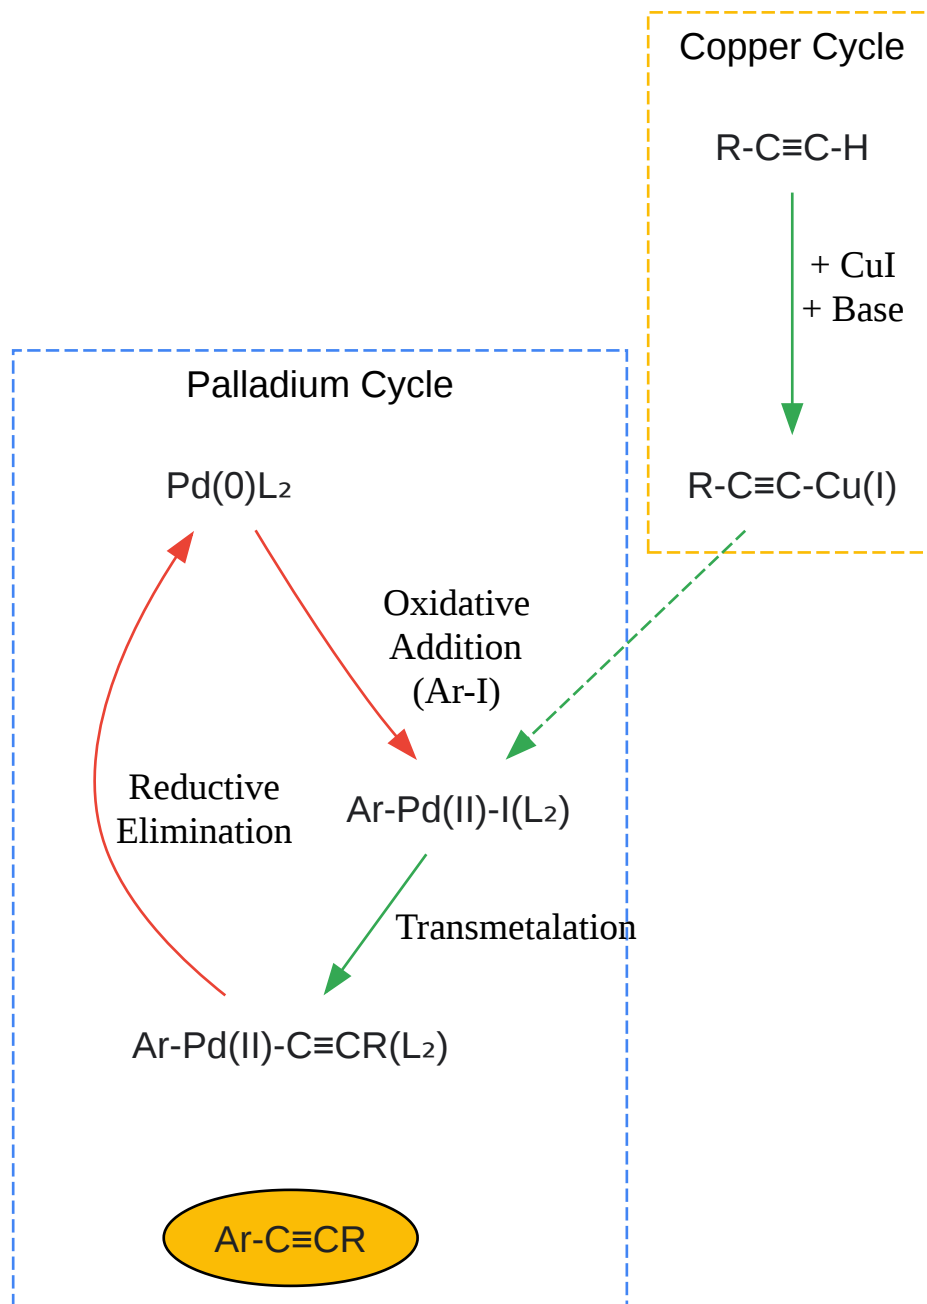 Copper Cycle
R-C≡C-H
+ CuI
+ Base
R-C≡C-Cu(I)
Palladium Cycle
Pd(0)L₂
Oxidative
Addition
(Ar-I)
Reductive
Elimination
Ar-Pd(II)-I(L₂)
Transmetalation
Ar-Pd(II)-C≡CR(L₂)
Ar-C≡CR